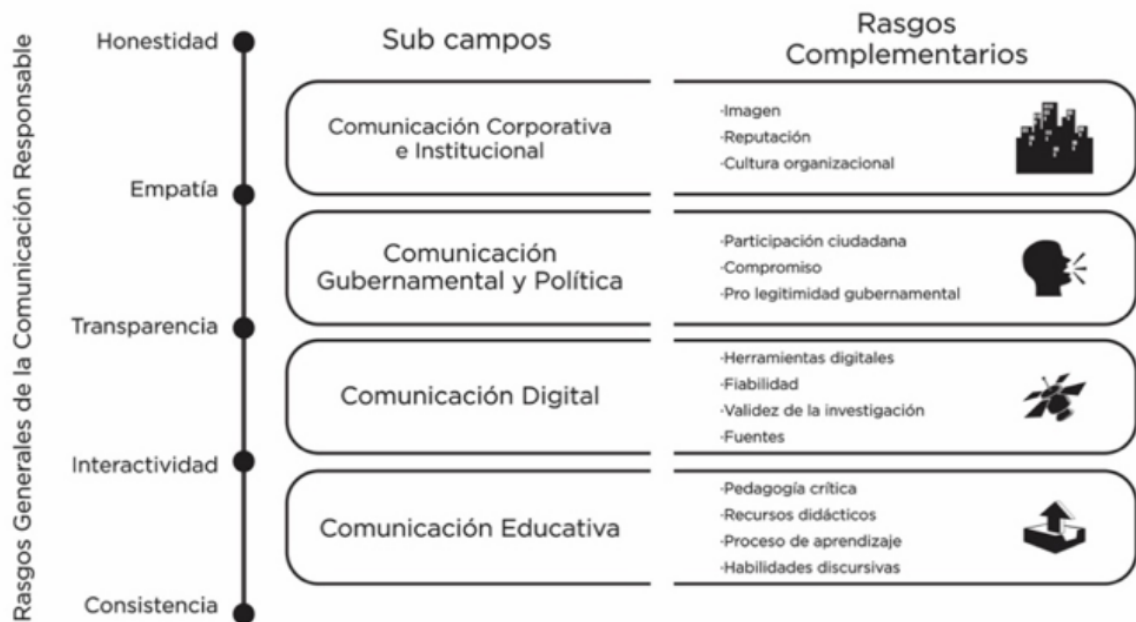 Rasgos Generales de la Comunicación Responsable
Honestidad
Empatía
Transparencia
Interactividad
Consistencia
Sub campos
Rasgos
Complementarios
Comunicación Corporativa
e Institucional
·Imagen
·Reputación
·Cultura organizacional
Comunicación
Gubernamental y Política
·Participación ciudadana
·Compromiso
·Pro legitimidad gubernamental
Comunicación Digital
·Herramientas digitales
·Fiabilidad
·Validez de la investigación
·Fuentes
Comunicación Educativa
·Pedagogía crítica
·Recursos didácticos
·Proceso de aprendizaje
·Habilidades discursivas